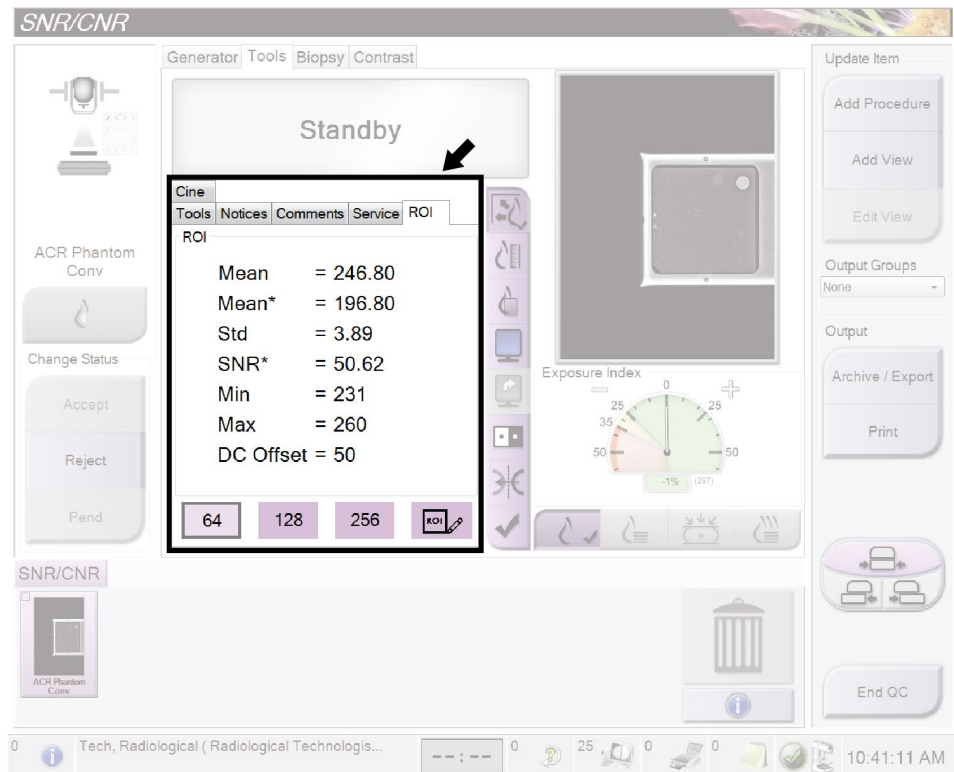 SNR/CNR
Generator Tools Biopsy Contrast
Standby
Cine
Tools Notices Comments Service ROI
ROI
Mean = 246.80
Mean* = 196.80
Std = 3.89
SNR* = 50.62
Min = 231
Max = 260
DC Offset = 50
64 128 256 ROI
ACR Phantom
Conv
Change Status
Accept
Reject
Pend
Exposure Index
0
25 25
35
50 50
-1% (297)
Update Item
Add Procedure
Add View
Edit View
Output Groups
None
Output
Archive / Export
Print
SNR/CNR
ACR Phantom
Conv
End QC
0 Tech, Radiological ( Radiological Technologis... --:-- 0 25 0 0 10:41:11 AM